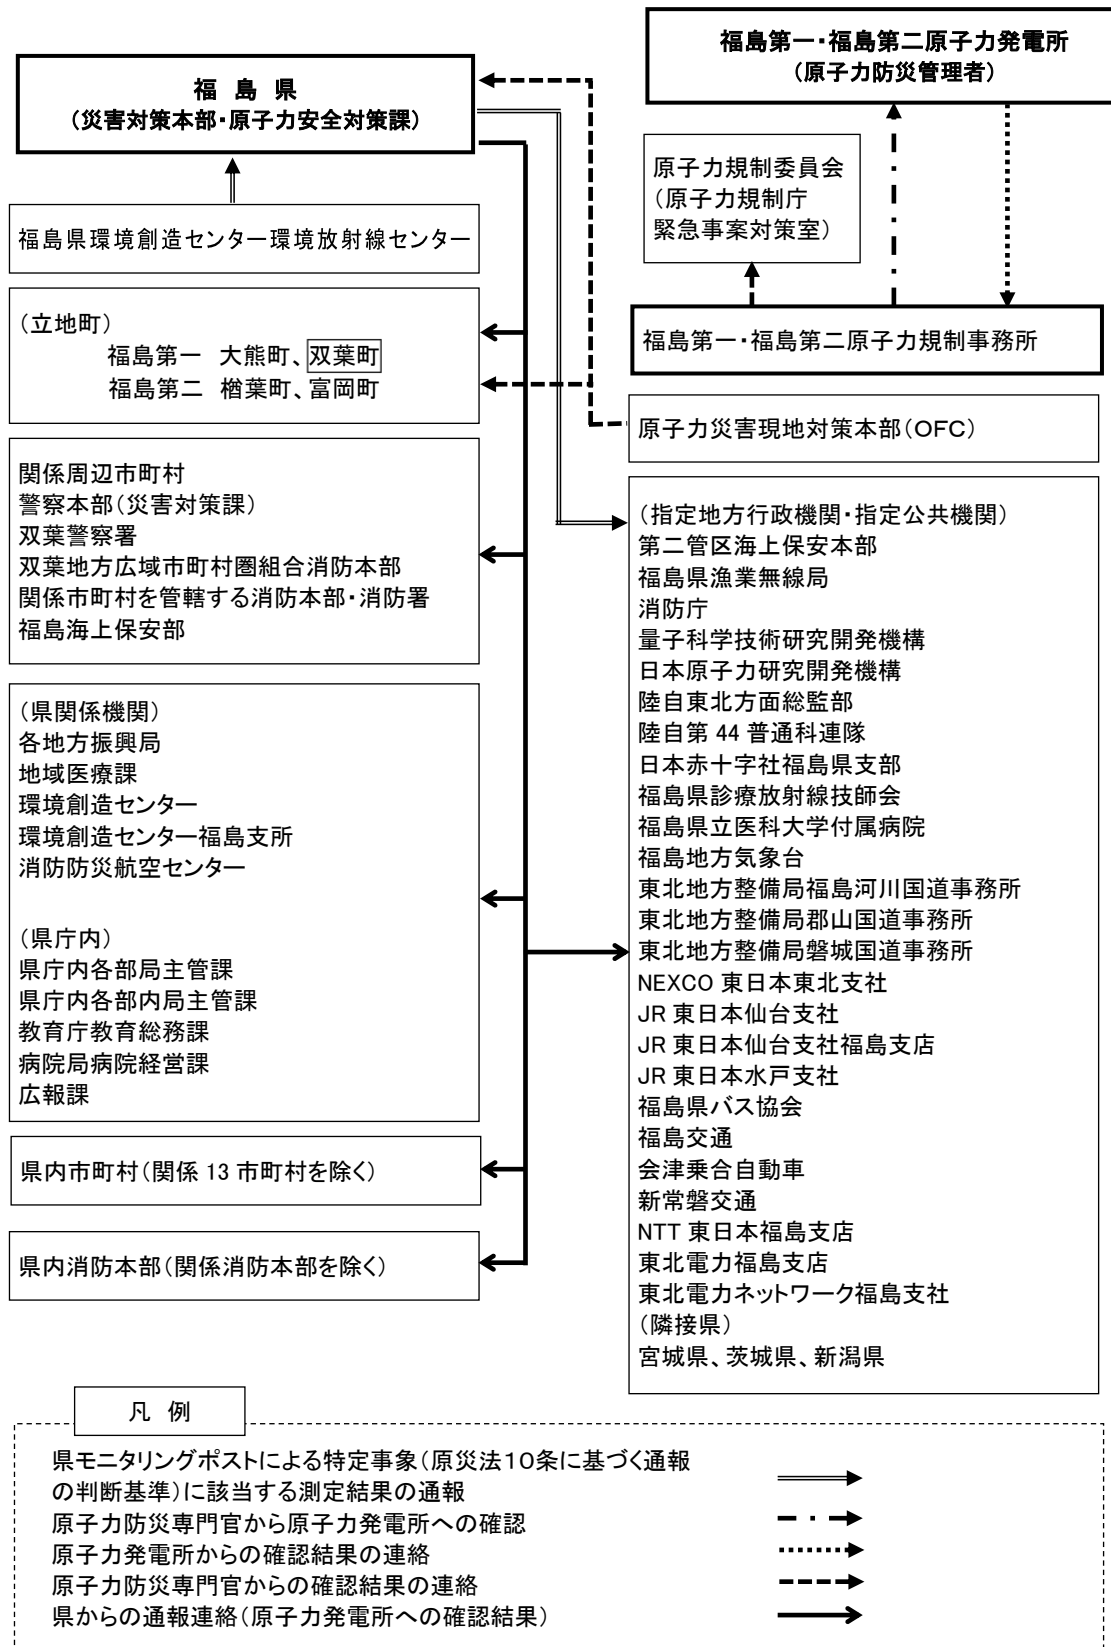 福島第一・福島第二原子力発電所
(原子力防災管理者)
福 島 県
(災害対策本部・原子力安全対策課)
原子力規制委員会
(原子力規制庁
緊急事案対策室)
福島県環境創造センター環境放射線センター
(立地町)
福島第一 大熊町、双葉町
福島第二 楢葉町、富岡町
福島第一・福島第二原子力規制事務所
原子力災害現地対策本部(OFC)
関係周辺市町村
警察本部(災害対策課)
双葉警察署
双葉地方広域市町村圏組合消防本部
関係市町村を管轄する消防本部・消防署
福島海上保安部
(県関係機関)
各地方振興局
地域医療課
環境創造センター
環境創造センター福島支所
消防防災航空センター
(県庁内)
県庁内各部局主管課
県庁内各部内局主管課
教育庁教育総務課
病院局病院経営課
広報課
県内市町村(関係 13 市町村を除く)
県内消防本部(関係消防本部を除く)
(指定地方行政機関・指定公共機関)
第二管区海上保安本部
福島県漁業無線局
消防庁
量子科学技術研究開発機構
日本原子力研究開発機構
陸自東北方面総監部
陸自第 44 普通科連隊
日本赤十字社福島県支部
福島県診療放射線技師会
福島県立医科大学付属病院
福島地方気象台
東北地方整備局福島河川国道事務所
東北地方整備局郡山国道事務所
東北地方整備局磐城国道事務所
NEXCO 東日本東北支社
JR 東日本仙台支社
JR 東日本仙台支社福島支店
JR 東日本水戸支社
福島県バス協会
福島交通
会津乗合自動車
新常磐交通
NTT 東日本福島支店
東北電力福島支店
東北電力ネットワーク福島支社
(隣接県)
宮城県、茨城県、新潟県
凡 例
県モニタリングポストによる特定事象(原災法10条に基づく通報
の判断基準)に該当する測定結果の通報
原子力防災専門官から原子力発電所への確認
原子力発電所からの確認結果の連絡
原子力防災専門官からの確認結果の連絡
県からの通報連絡(原子力発電所への確認結果)